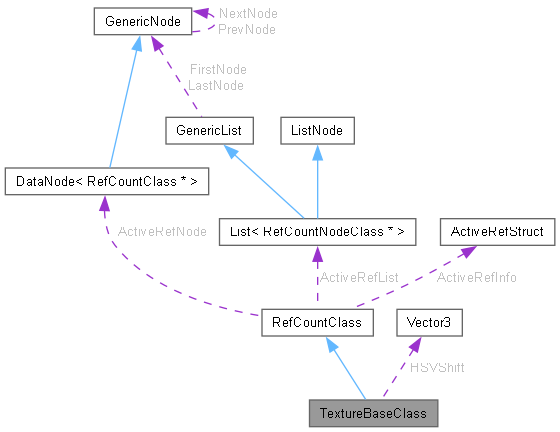 GenericNode
NextNode
PrevNode
FirstNode
LastNode
GenericList
ListNode
DataNode< RefCountClass * >
List< RefCountNodeClass * >
ActiveRefStruct
ActiveRefNode
ActiveRefList
ActiveRefInfo
RefCountClass
Vector3
HSVShift
TextureBaseClass